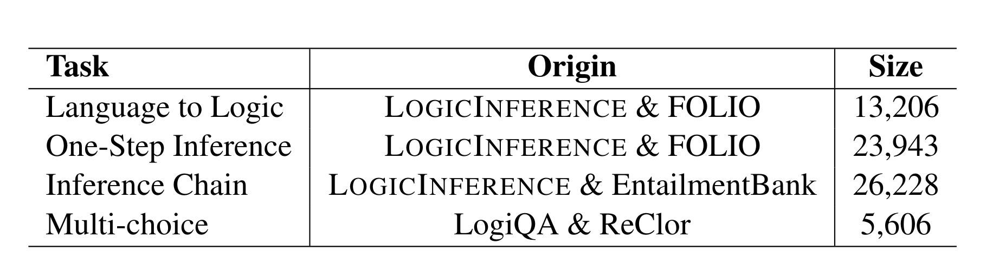 Task Origin Size
Language to Logic LOGICINFERENCE & FOLIO 13,206
One-Step Inference LOGICINFERENCE & FOLIO 23,943
Inference Chain LOGICINFERENCE & EntailmentBank 26,228
Multi-choice LogiQA & ReClor 5,606